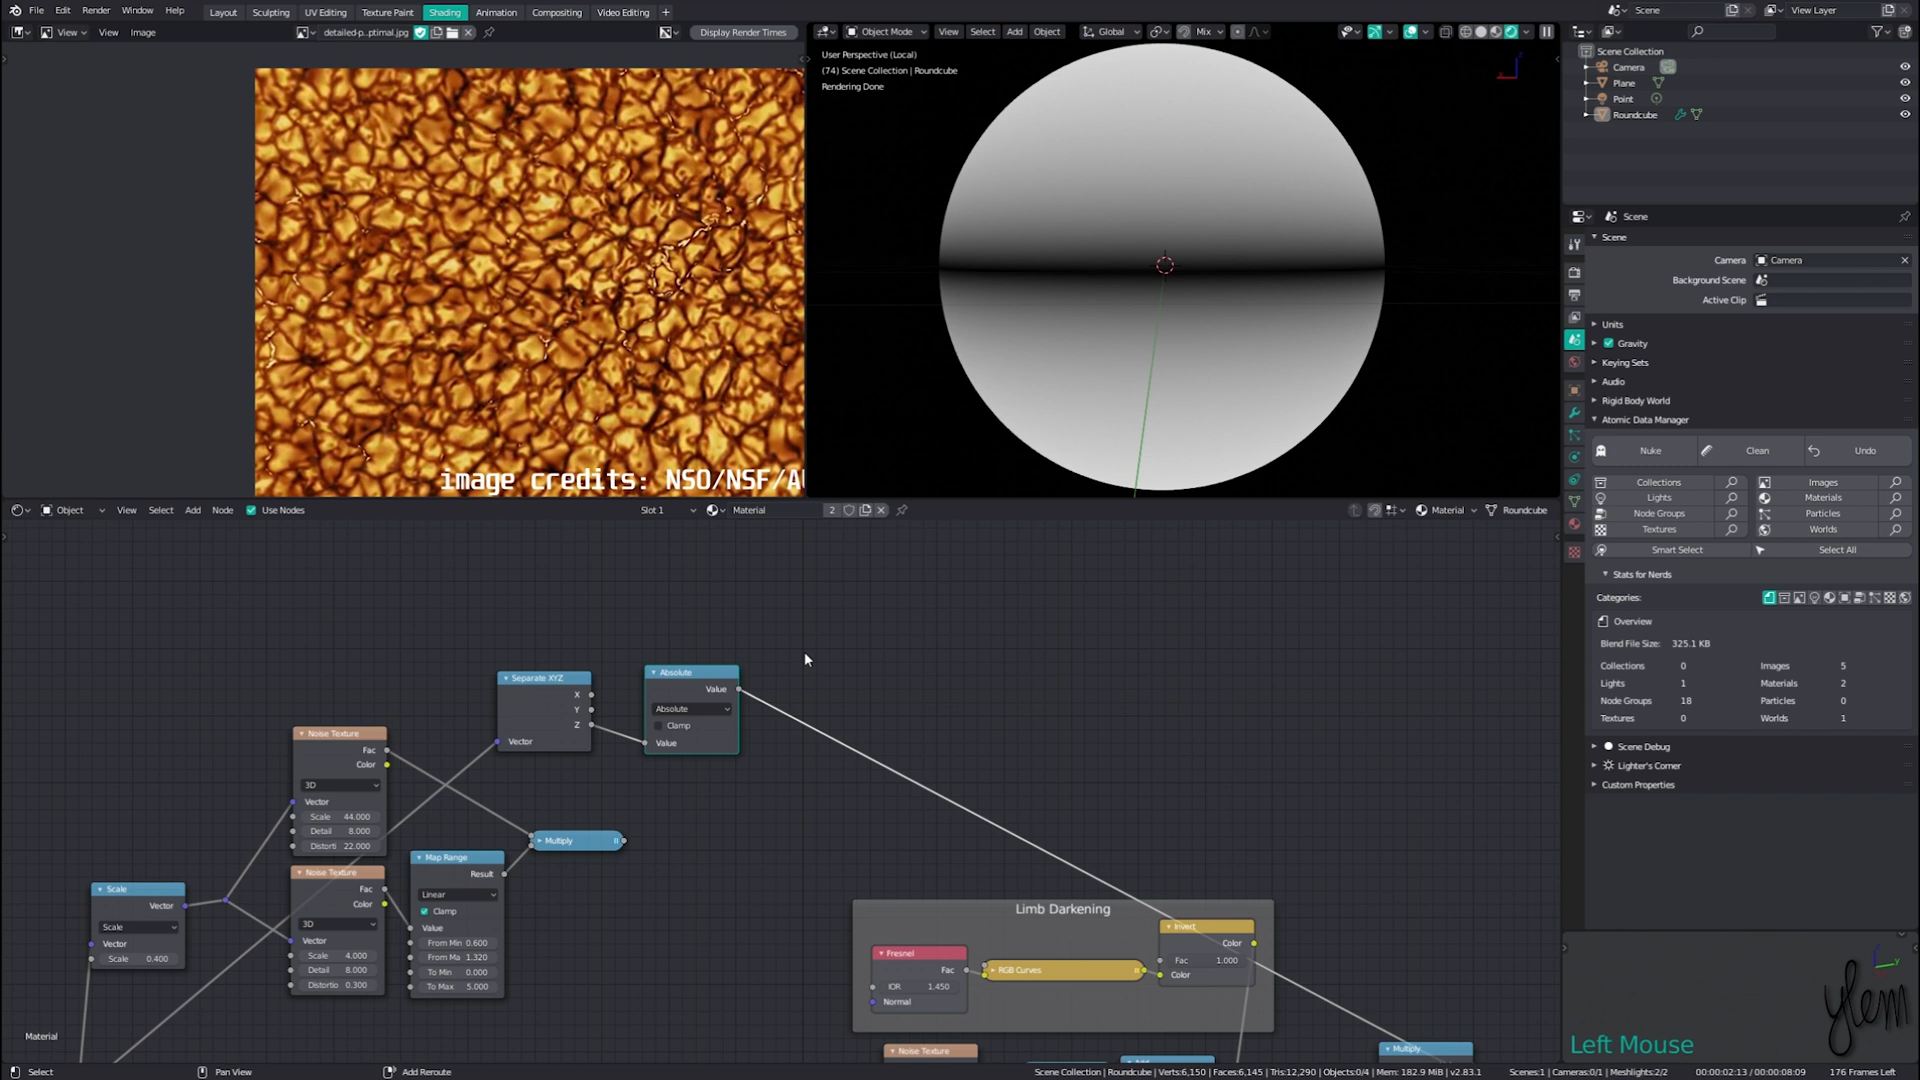 File Edit Render Window Help Layout Sculpting UV Editing Texture Paint Shading Animation Compositing Video Editing + Scene View Layer
View View Image detailed-p..ptimal.jpg Display Render Times
Object Mode View Select Add Object Global Mix
User Perspective (Local)
(74) Scene Collection | Roundcube
Rendering Done
image credits: NSO/NSF/A
Scene Collection
Camera
Plane
Point
Roundcube
Scene
Scene
Camera Camera
Background Scene
Active Clip
Units
Gravity
Keying Sets
Audio
Rigid Body World
Atomic Data Manager
Nuke Clean Undo
Collections Images
Lights Materials
Node Groups Particles
Textures Worlds
Smart Select Select All
Stats for Nerds
Categories:
Overview
Blend File Size: 325.1 KB
Collections 0 Images 5
Lights 1 Materials 2
Node Groups 18 Particles 0
Textures 0 Worlds 1
Scene Debug
Lighter's Corner
Custom Properties
Object View Select Add Node Use Nodes Slot 1 Material 2 Material Roundcube
Separate XYZ
X
Y
Z
Vector
Absolute
Value
Absolute
Clamp
Value
Noise Texture
Fac
Color
3D
Vector
Scale 44.000
Detail 8.000
Distorti 22.000
Multiply
Map Range
Result
Linear
Clamp
Value
From Min 0.600
From Ma 1.320
To Min 0.000
To Max 5.000
Noise Texture
Fac
Color
3D
Vector
Scale 4.000
Detail 8.000
Distortio 0.300
Scale
Vector
Scale
Vector
Scale 0.400
Limb Darkening
Fresnel
Fac
IOR 1.450
Normal
RGB Curves
Invert
Color
Fac 1.000
Color
Noise Texture
Multiply
Material
ylem
Left Mouse
Select Pan View Add Reroute
Scene Collection | Roundcube | Verts:6,150 | Faces:6,145 | Tris:12,290 | Objects:0/4 | Mem: 182.9 MiB | v2.83.1 Scenes:1 | Cameras:0/1 | Meshlights:2/2 00:00:02:13 / 00:00:08:09 176 Frames Left